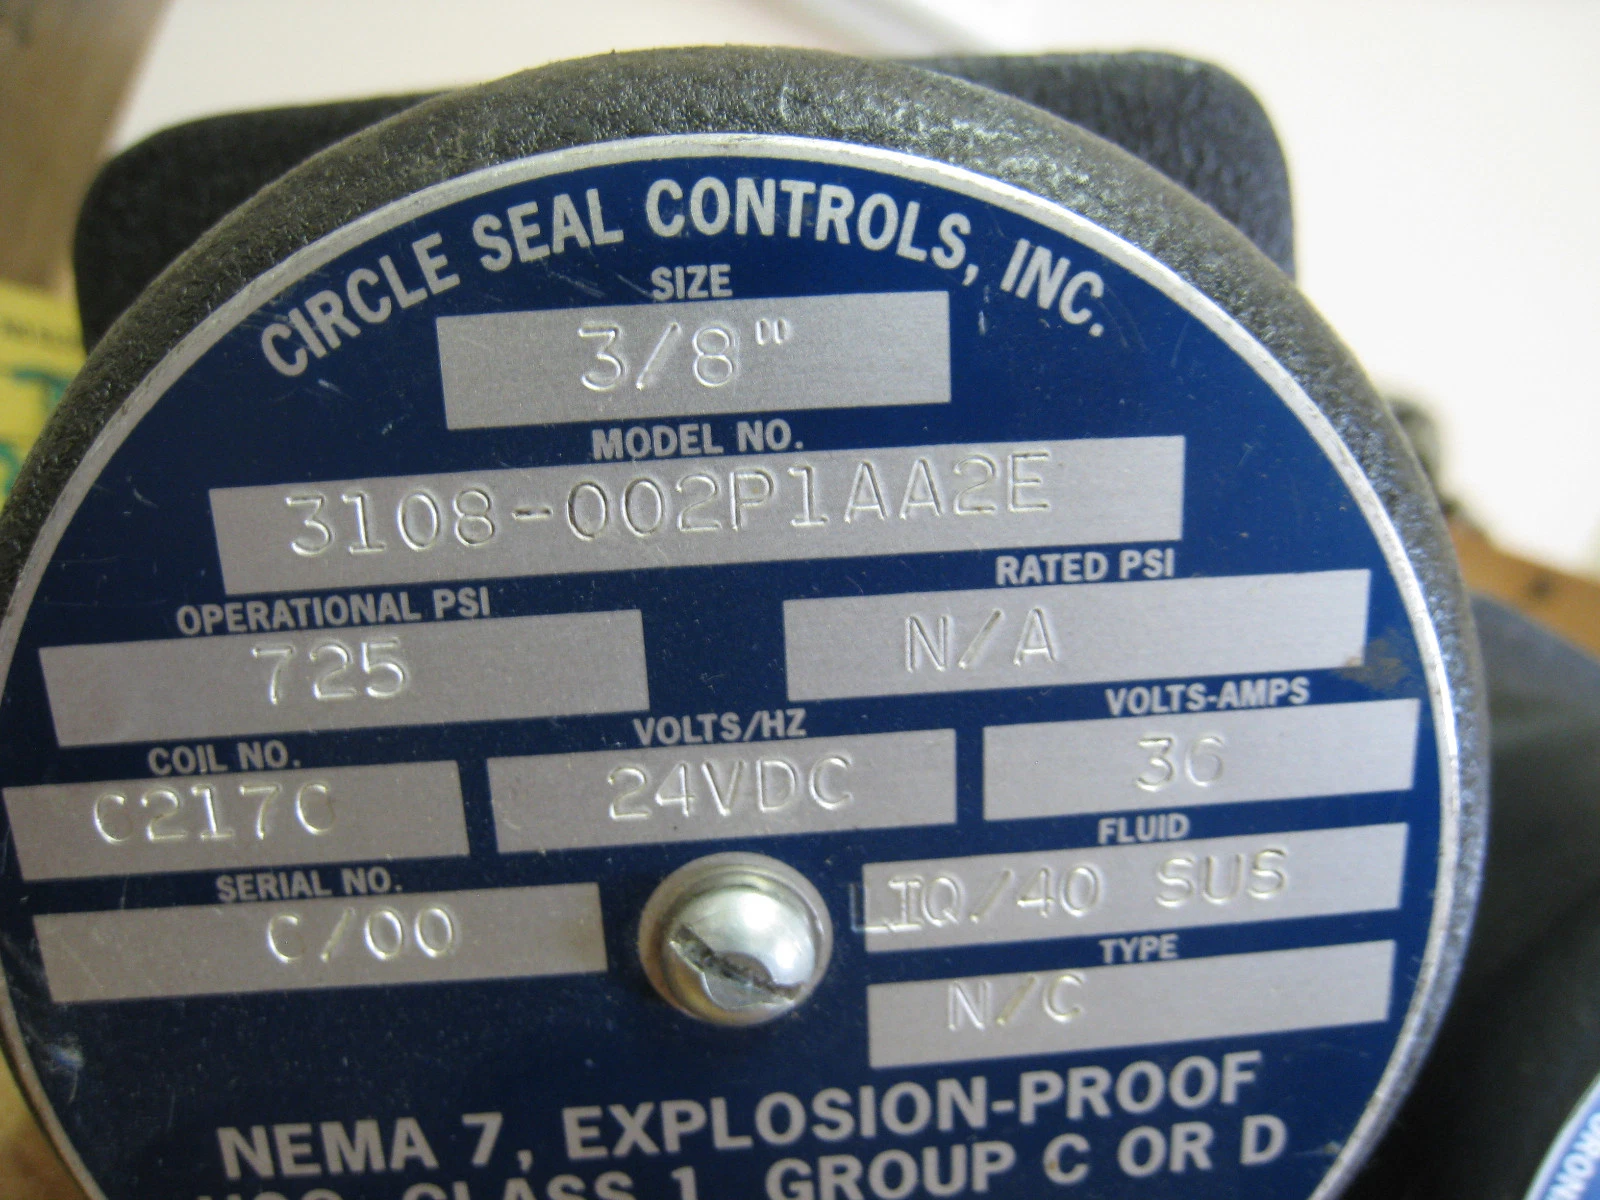 CIRCLE SEAL CONTROLS, INC.
SIZE
3/8"
MODEL NO.
3108-002P1AA2E
OPERATIONAL PSI
RATED PSI
725
N/A
COIL NO.
VOLTS/HZ
VOLTS-AMPS
C217C
24VDC
36
SERIAL NO.
FLUID
C/00
LIQ/40 SUS
TYPE
N/C
NEMA 7, EXPLOSION-PROOF
CLASS 1, GROUP C OR D